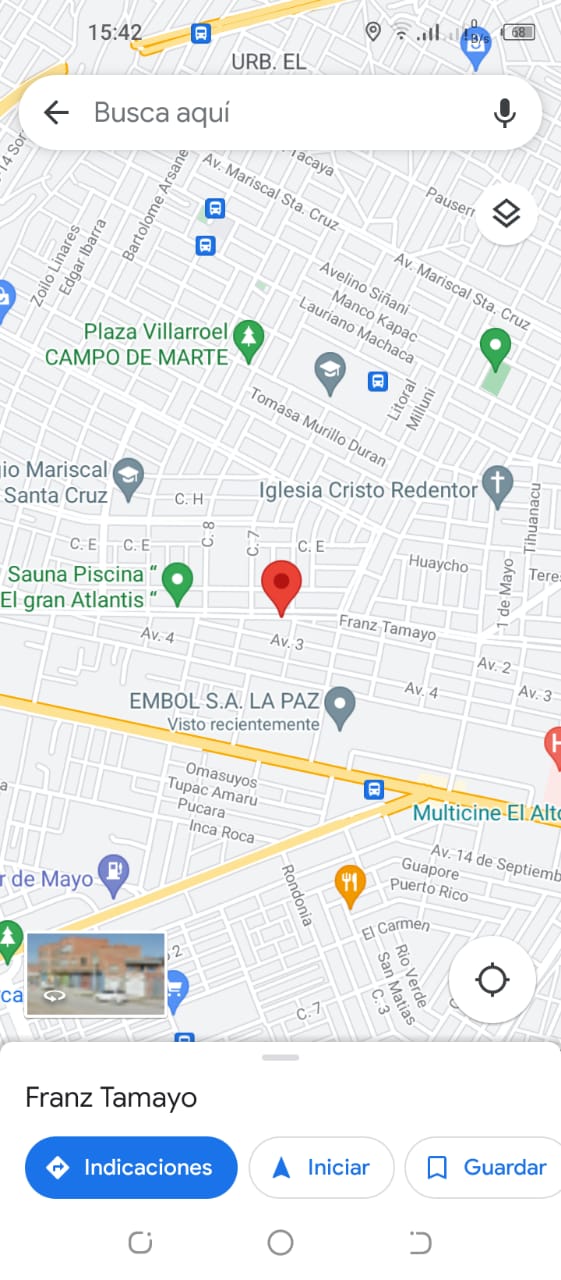 15:42
68
URB. EL
Busca aquí
Tacaya
Av. Mariscal Sta. Cruz
Bartolome Arsane
Pauserr
Zoilo Linares
Edgar Ibarra
Av. Mariscal Sta. Cruz
Avelino Siñani
Manco Kapac
Lauriano Machaca
Plaza Villarroel
CAMPO DE MARTE
Litoral
Milluni
Tomasa Murillo Duran
io Mariscal
Santa Cruz
C. H
Iglesia Cristo Redentor
Tihuanacu
C. 8
C. 7
C. E
C. E
C. E
Huaycho
Tere
1 de Mayo
Sauna Piscina “
El gran Atlantis “
Franz Tamayo
Av. 4
Av. 3
Av. 2
Av. 4
Av. 3
EMBOL S.A. LA PAZ
Visto recientemente
H
Omasuyos
Tupac Amaru
Pucara
Inca Roca
Multicine El Alto
Av. 14 de Septiemb
Guapore
Puerto Rico
r de Mayo
Rondonia
El Carmen
Rio Verde
San Matias
C. 3
2
ca
C. 7
C
Franz Tamayo
Indicaciones
Iniciar
Guardar